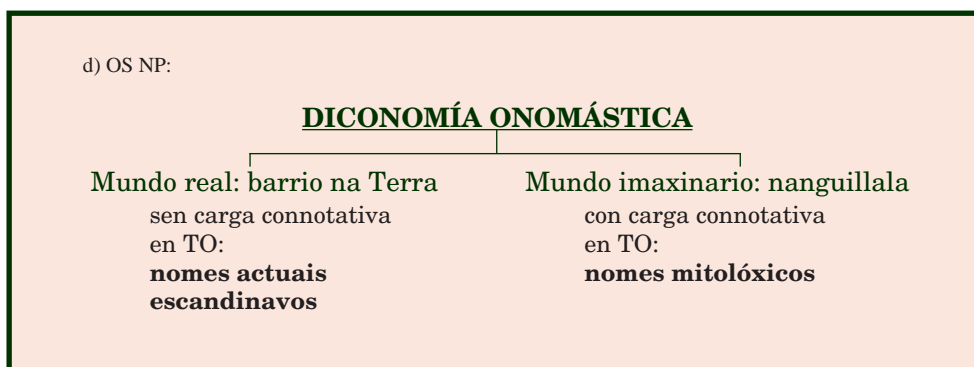 d) OS NP:
DICONOMÍA ONOMÁSTICA
Mundo real: barrio na Terra
sen carga connotativa
en TO:
nomes actuais
escandinavos
Mundo imaxinario: nanguillala
con carga connotativa
en TO:
nomes mitolóxicos